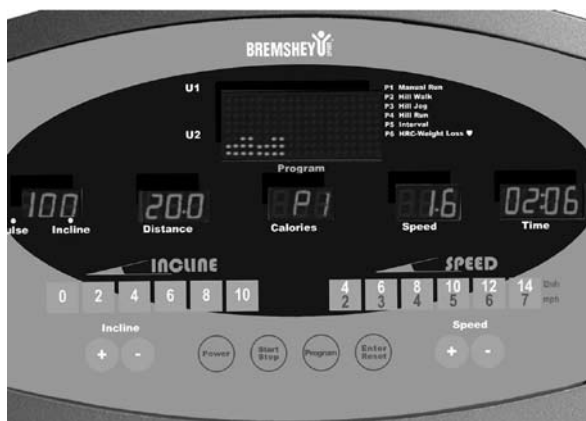 BREMSHEY SPORT
U1
P1 Manual Run
P2 Hill Walk
P3 Hill Jog
P4 Hill Run
U2
P5 Interval
P6 HRC-Weight Loss
Program
100
20.0
P1
1.6
02:06
ulse
Incline
Distance
Calories
Speed
Time
INCLINE
SPEED
0 2 4 6 8 10
4 6 8 10 12 14
2 3 4 5 6 7 mph
Incline
Speed
+ -
+ -
Power
Start Stop
Program
Enter Reset